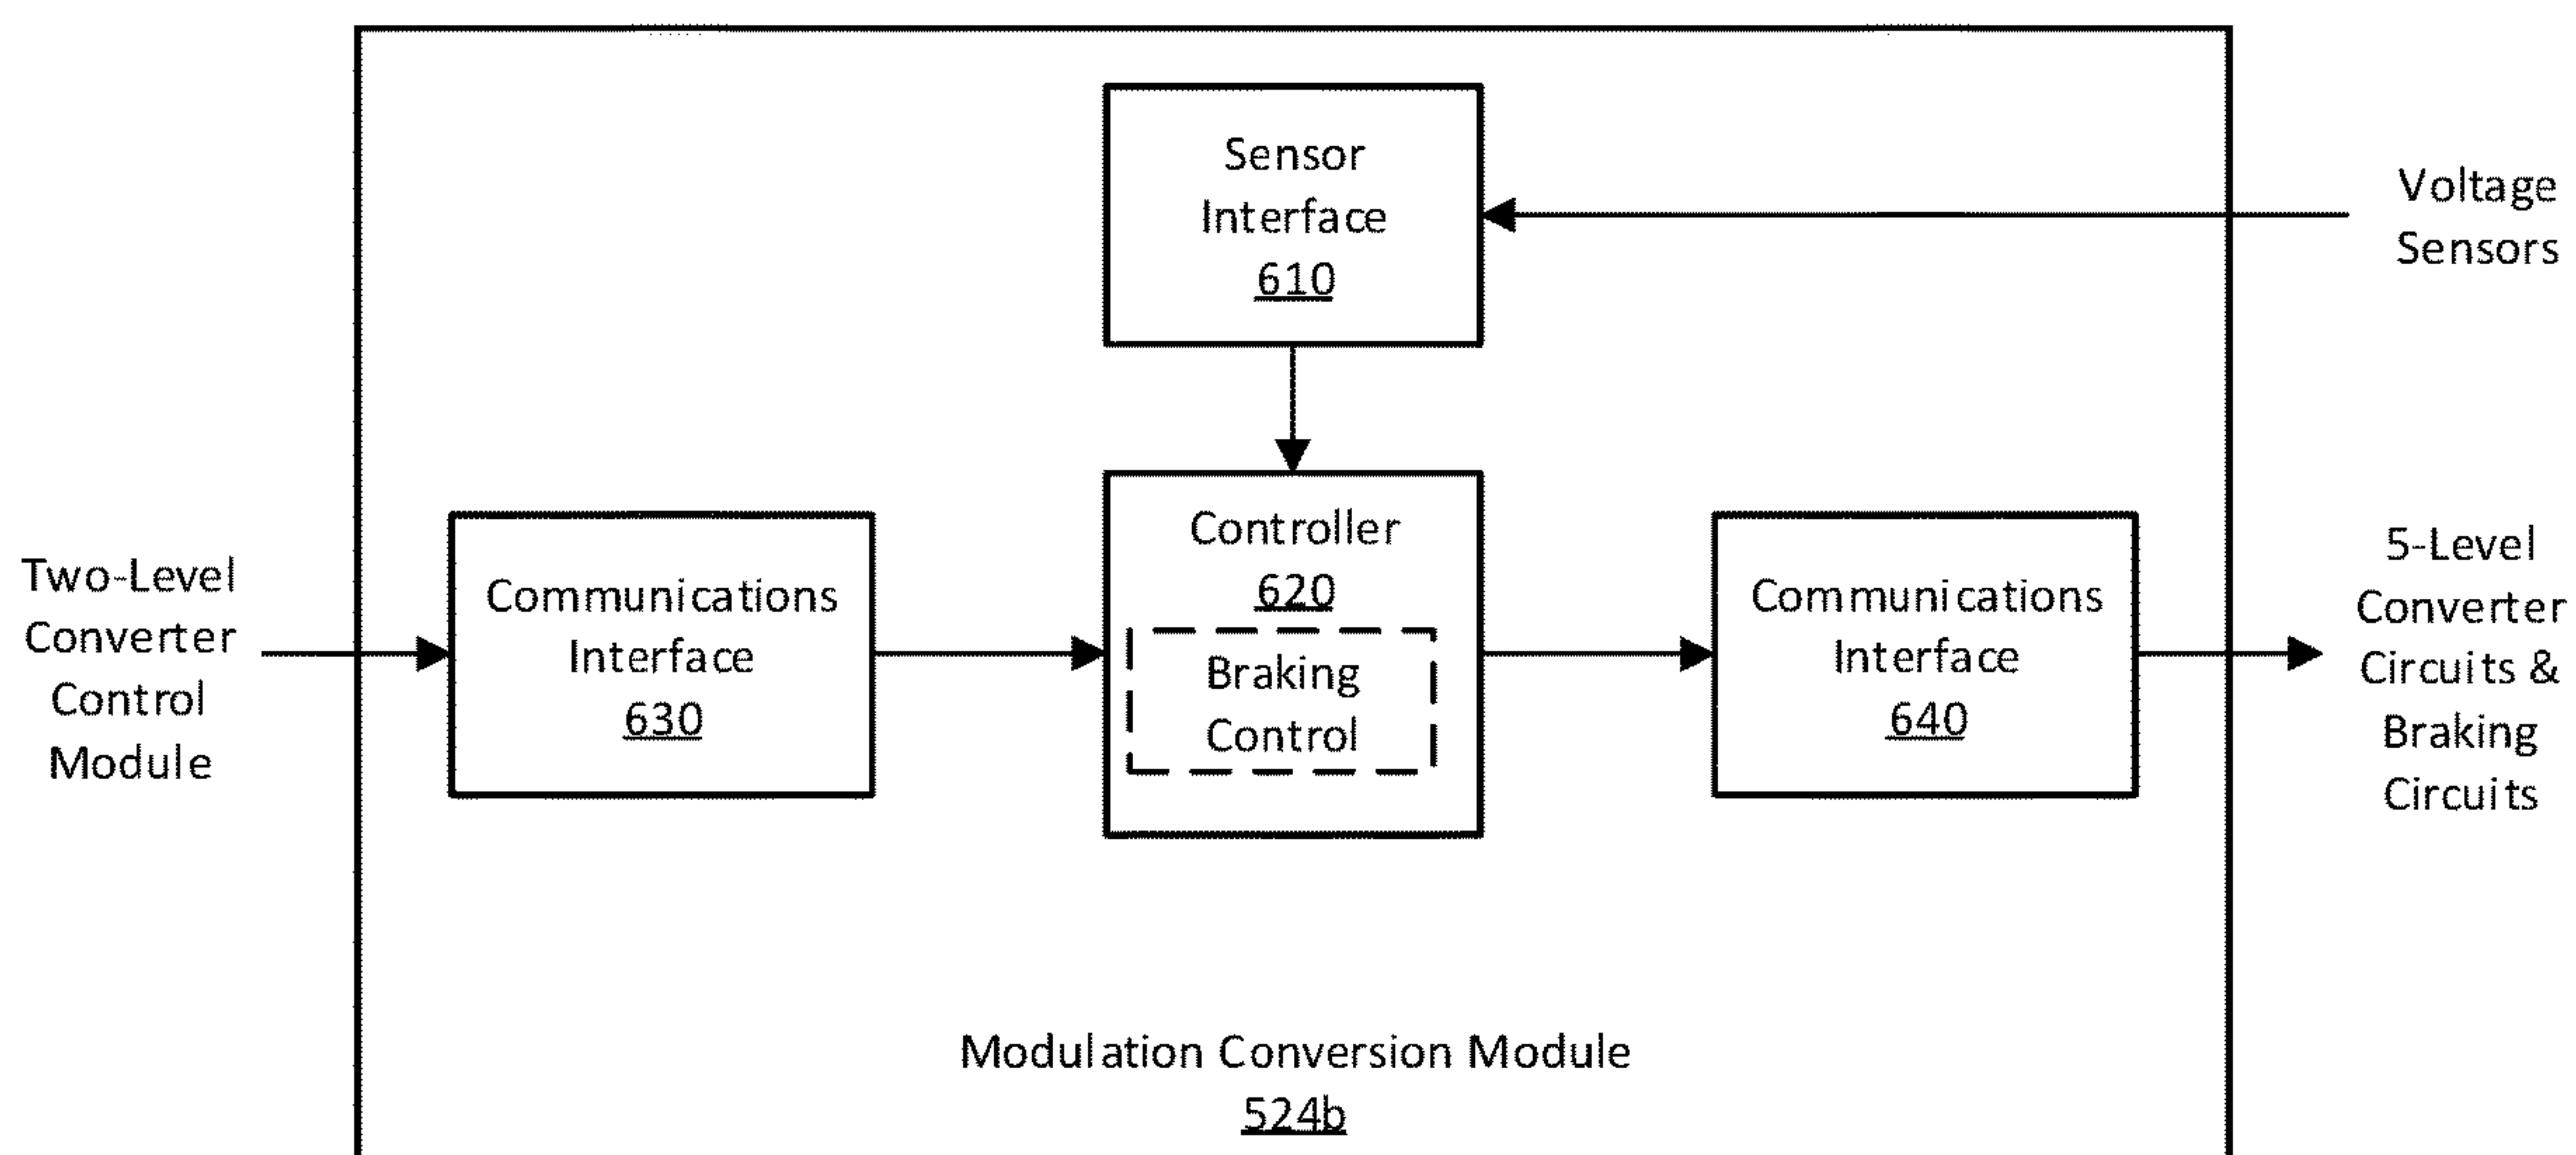 Sensor
Interface
610
Voltage
Sensors
Two-Level
Converter
Control
Module
Communications
Interface
630
Controller
620
Braking
Control
Communications
Interface
640
5-Level
Converter
Circuits &
Braking
Circuits
Modulation Conversion Module
524b